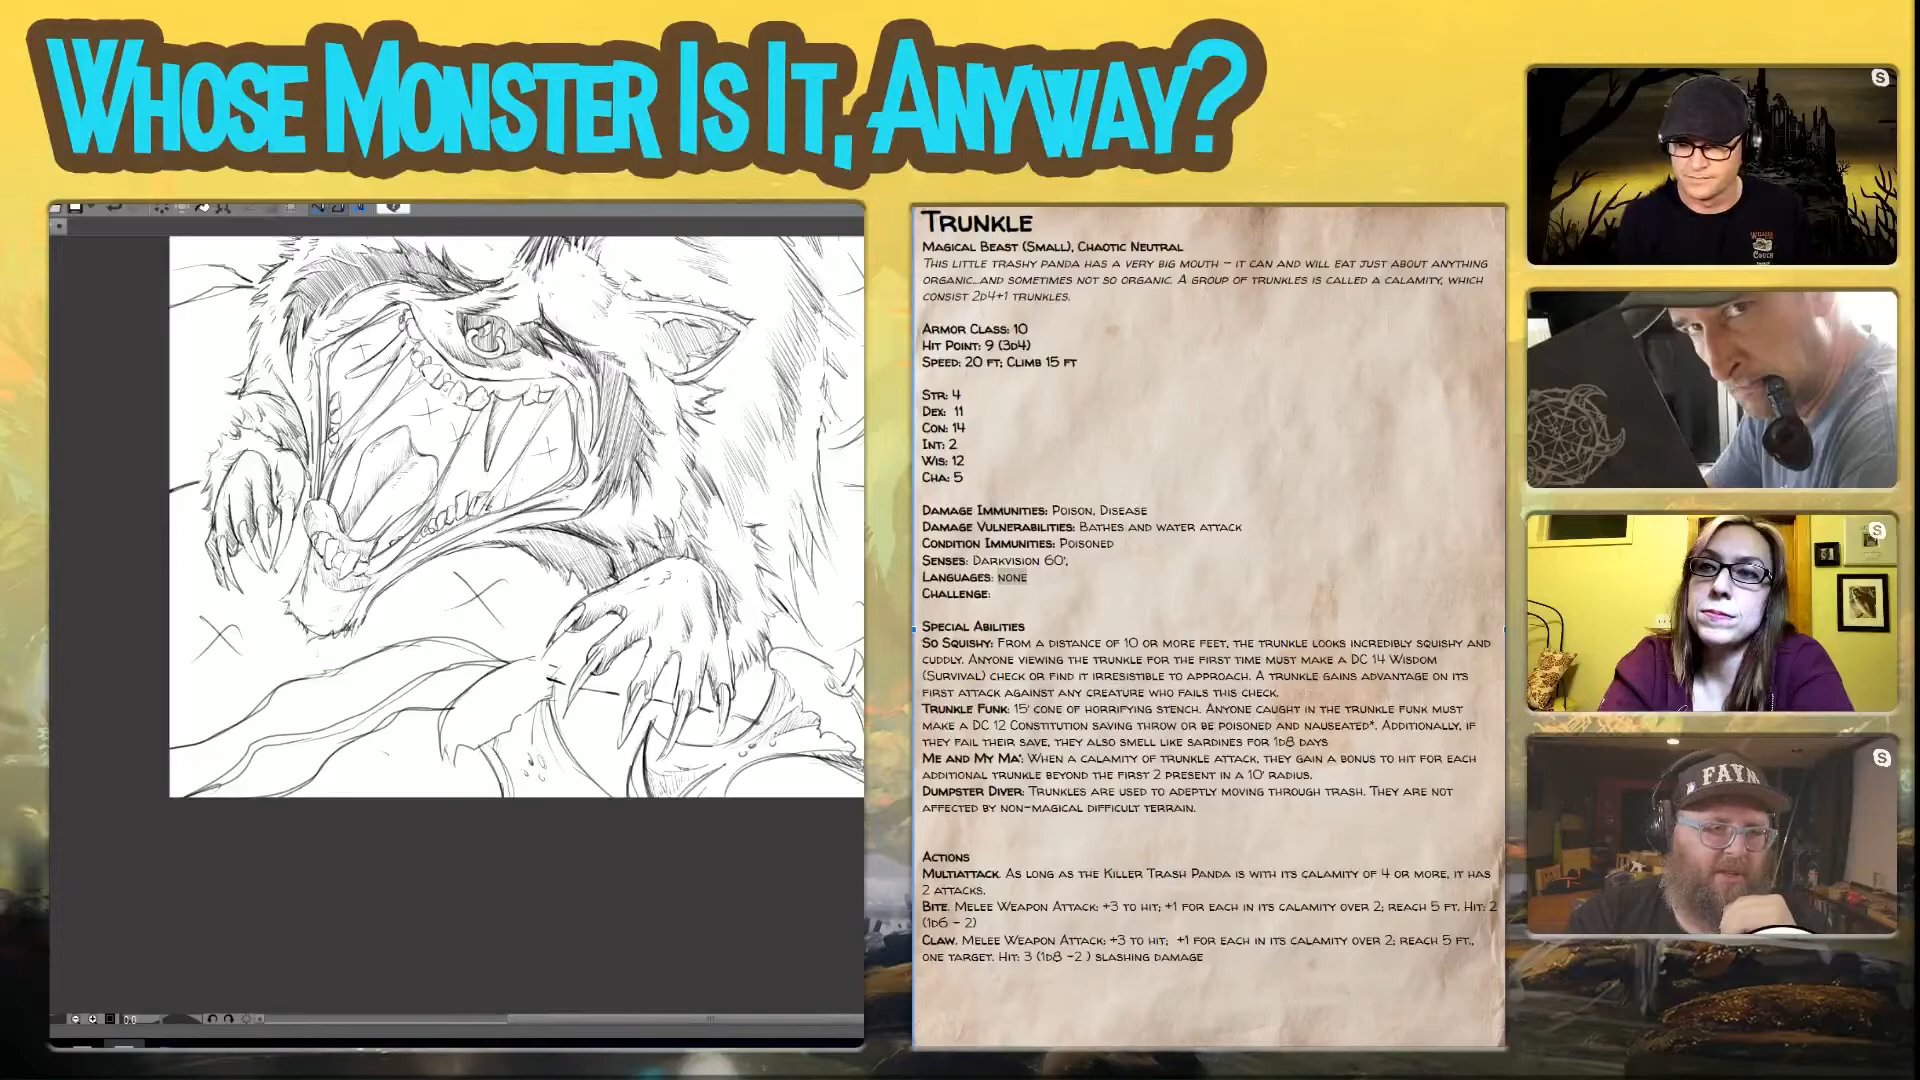 Whose Monster Is It, Anyway?
Trunkle
Magical Beast (Small), Chaotic Neutral
This little trashy panda has a very big mouth – it can and will eat just about anything
organic...and sometimes not so organic. A group of trunkles is called a calamity, which
consist 2d4+1 trunkles.
Armor Class: 10
Hit Point: 9 (3d4)
Speed: 20 ft; Climb 15 ft
Str: 4
Dex: 11
Con: 14
Int: 2
Wis: 12
Cha: 5
Damage Immunities: Poison, Disease
Damage Vulnerabilities: Bathes and water attack
Condition Immunities: Poisoned
Senses: Darkvision 60',
Languages: none
Challenge:
Special Abilities
So Squishy: From a distance of 10 or more feet, the trunkle looks incredibly squishy and
cuddly. Anyone viewing the trunkle for the first time must make a DC 14 Wisdom
(Survival) check or find it irresistible to approach. A trunkle gains advantage on its
first attack against any creature who fails this check.
Trunkle Funk: 15' cone of horrifying stench. Anyone caught in the trunkle funk must
make a DC 12 Constitution saving throw or be poisoned and nauseated*. Additionally, if
they fail their save, they also smell like sardines for 1d8 days
Me and My Ma': When a calamity of trunkle attack, they gain a bonus to hit for each
additional trunkle beyond the first 2 present in a 10' radius.
Dumpster Diver: Trunkles are used to adeptly moving through trash. They are not
affected by non-magical difficult terrain.
Actions
Multiattack. As long as the Killer Trash Panda is with its calamity of 4 or more, it has
2 attacks.
Bite. Melee Weapon Attack: +3 to hit; +1 for each in its calamity over 2; reach 5 ft. Hit: 2
(1d6 – 2)
Claw. Melee Weapon Attack: +3 to hit; +1 for each in its calamity over 2; reach 5 ft.,
one target. Hit: 3 (1d8 -2 ) slashing damage
FAYM